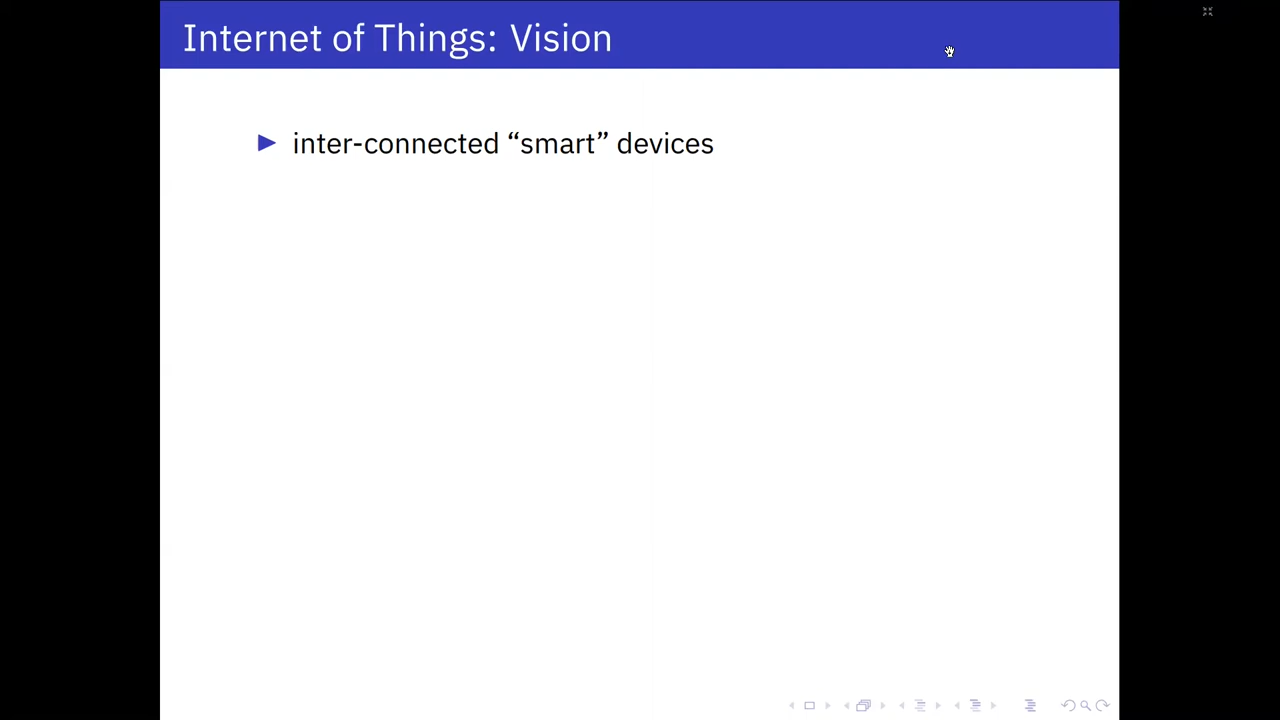 Internet of Things: Vision
inter-connected “smart” devices